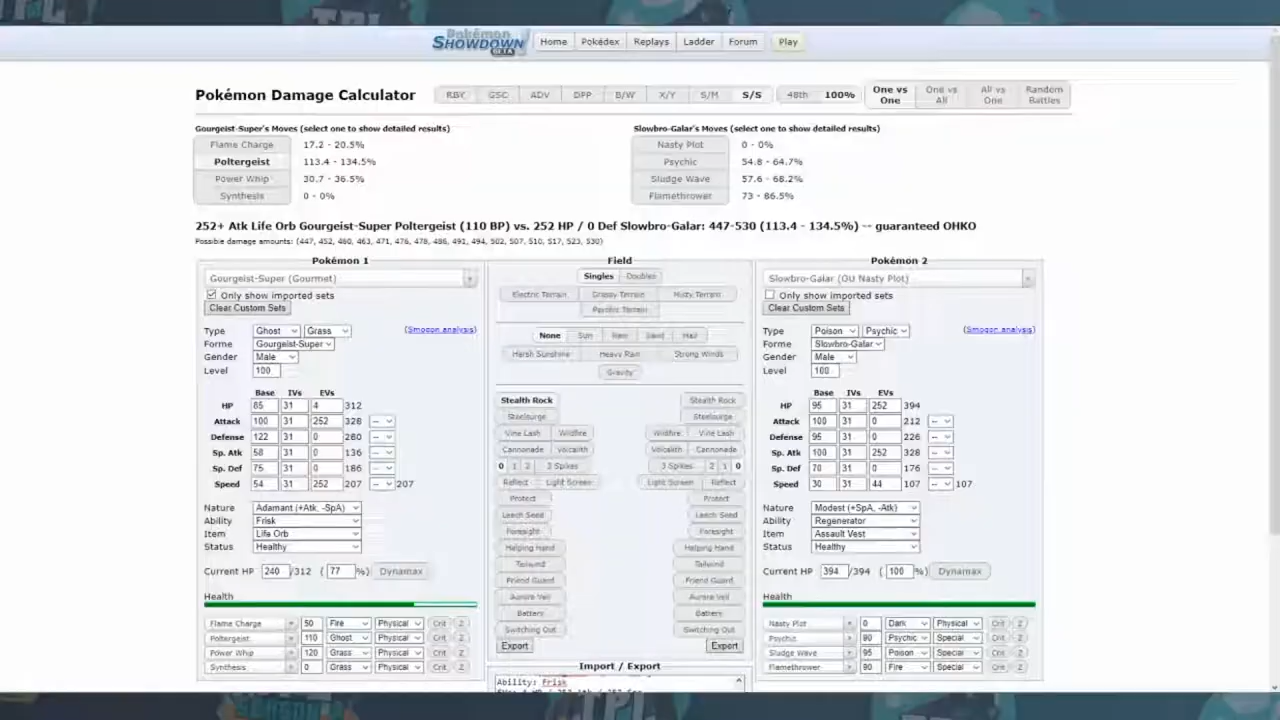 Pokémon SHOWDOWN BETA Home Pokédex Replays Ladder Forum Play
Pokémon Damage Calculator RBY GSC ADV DPP B/W X/Y S/M S/S 48th 100% One vs One One vs All All vs One Random Battles
Gourgeist-Super's Moves (select one to show detailed results) Slowbro-Galar's Moves (select one to show detailed results)
Flame Charge 17.2 - 20.5% Nasty Plot 0 - 0%
Poltergeist 113.4 - 134.5% Psychic 54.8 - 64.7%
Power Whip 30.7 - 36.5% Sludge Wave 57.6 - 68.2%
Synthesis 0 - 0% Flamethrower 73 - 86.5%
252+ Atk Life Orb Gourgeist-Super Poltergeist (110 BP) vs. 252 HP / 0 Def Slowbro-Galar: 447-530 (113.4 - 134.5%) -- guaranteed OHKO
Possible damage amounts: (447, 452, 460, 463, 471, 476, 478, 486, 491, 494, 502, 507, 510, 517, 523, 530)
Pokémon 1 Field Pokémon 2
Gourgeist-Super (Gourmet) Singles Doubles Slowbro-Galar (OU Nasty Plot)
Only show imported sets Electric Terrain Grassy Terrain Misty Terrain Only show imported sets
Clear Custom Sets Psychic Terrain Clear Custom Sets
Type Ghost Grass (Smogon analysis) None Sun Rain Sand Hail Type Poison Psychic (Smogon analysis)
Forme Gourgeist-Super Harsh Sunshine Heavy Rain Strong Winds Forme Slowbro-Galar
Gender Male Gender Male
Level 100 Gravity Level 100
Base IVs EVs Base IVs EVs
HP 85 31 4 312 Stealth Rock Stealth Rock HP 95 31 252 394
Attack 100 31 252 328 -- Steelsurge Steelsurge Attack 100 31 0 212 --
Defense 122 31 0 280 -- Vine Lash Wildfire Wildfire Vine Lash Defense 95 31 0 226 --
Sp. Atk 58 31 0 136 -- Cannonade Volcalith Volcalith Cannonade Sp. Atk 100 31 252 328 --
Sp. Def 75 31 0 186 -- 0 1 2 3 Spikes 3 Spikes 2 1 0 Sp. Def 70 31 0 176 --
Speed 54 31 252 207 -- 207 Reflect Light Screen Light Screen Reflect Speed 30 31 44 107 -- 107
Protect Protect
Nature Adamant (+Atk, -SpA) Leech Seed Leech Seed Nature Modest (+SpA, -Atk)
Ability Frisk Foresight Foresight Ability Regenerator
Item Life Orb Item Assault Vest
Status Healthy Helping Hand Helping Hand Status Healthy
Tailwind Tailwind
Current HP 240 /312 ( 77 %) Dynamax Friend Guard Friend Guard Current HP 394 /394 ( 100 %) Dynamax
Health Aurora Veil Aurora Veil Health
Battery Battery
Flame Charge 50 Fire Physical Crit Z Switching Out Switching Out Nasty Plot 0 Dark Physical Crit Z
Poltergeist 110 Ghost Physical Crit Z Export Export Psychic 90 Psychic Special Crit Z
Power Whip 120 Grass Physical Crit Z Sludge Wave 95 Poison Special Crit Z
Synthesis 0 Grass Physical Crit Z Import / Export Flamethrower 90 Fire Special Crit Z
Ability: Frisk